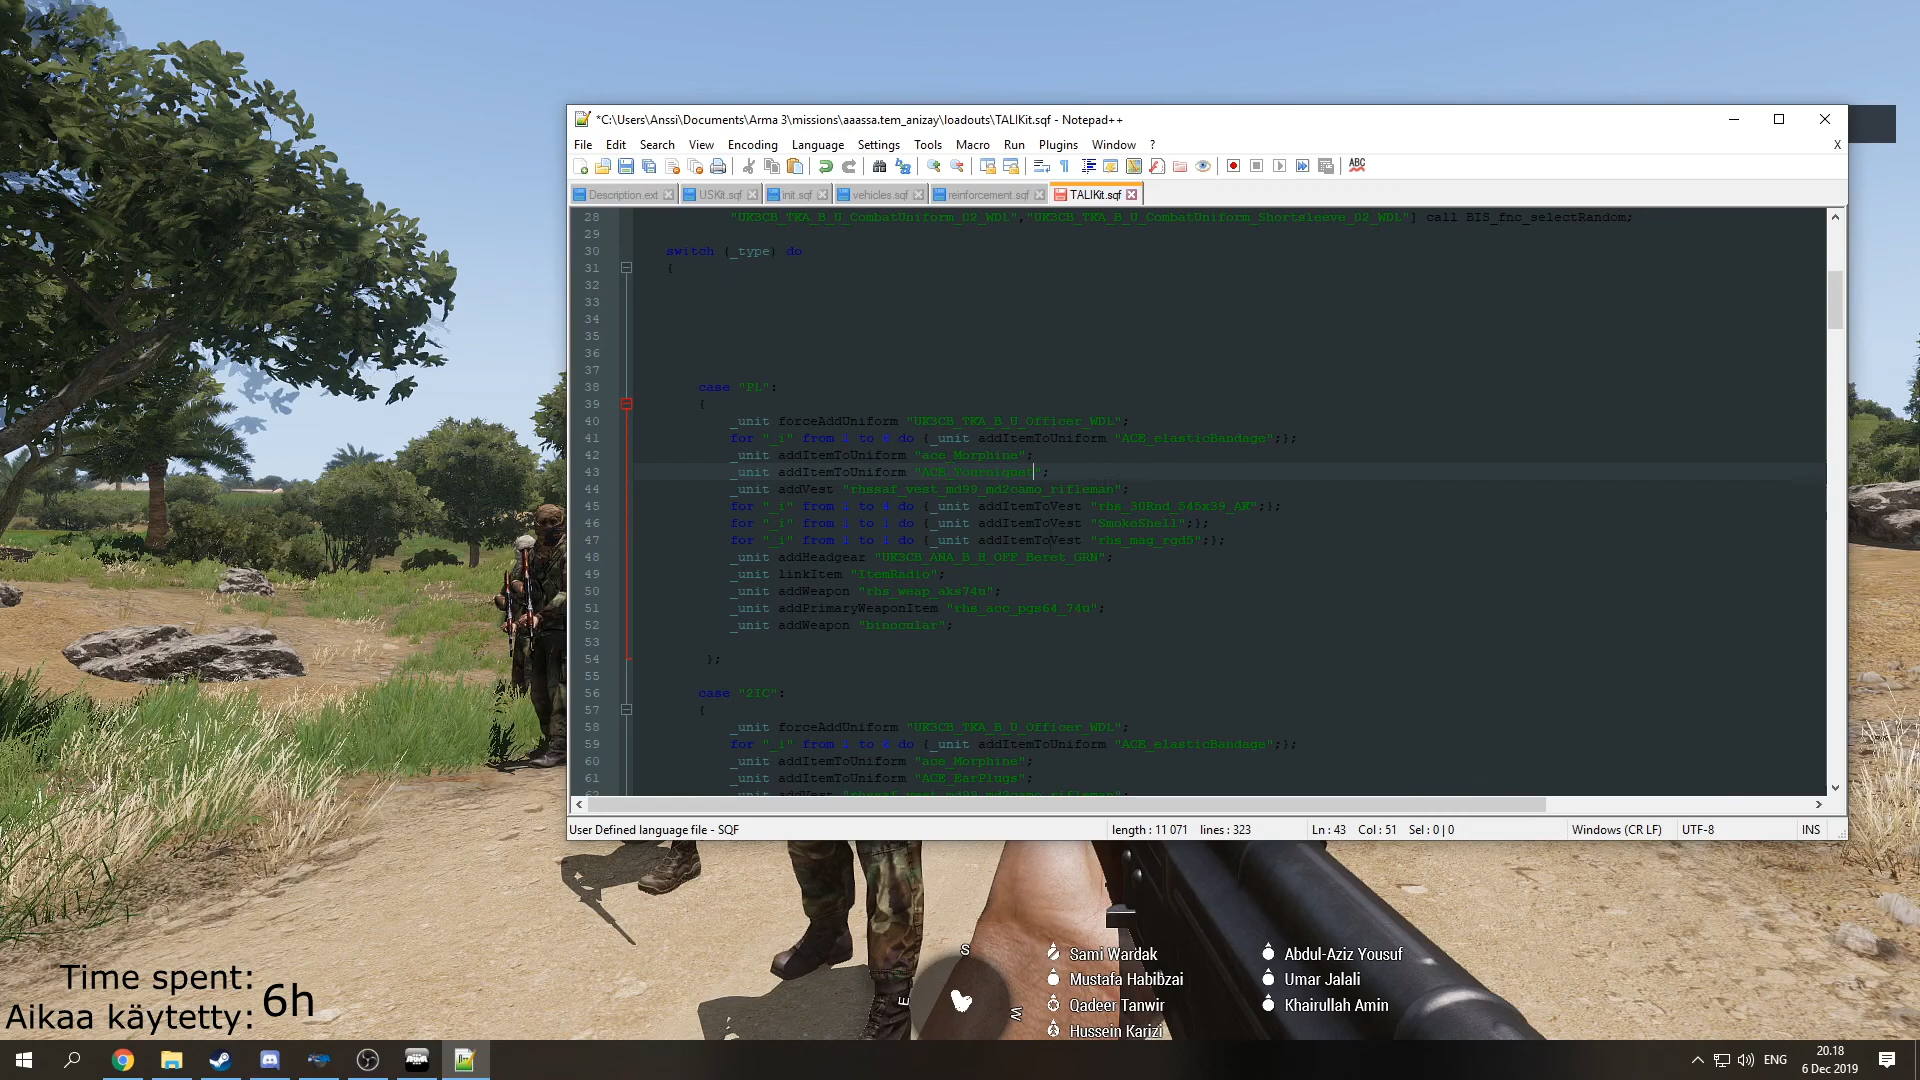 *C:\Users\Anssi\Documents\Arma 3\missions\aaassa.tem_anizay\loadouts\TALIKit.sqf - Notepad++
File Edit Search View Encoding Language Settings Tools Macro Run Plugins Window ? X
ABC
Description.ext USKit.sqf init.sqf vehicles.sqf reinforcement.sqf TALIKit.sqf
28 "UK3CB_TKA_B_U_CombatUniform_02_WDL","UK3CB_TKA_B_U_CombatUniform_Shortsleeve_02_WDL"] call BIS_fnc_selectRandom;
29
30 switch (_type) do
31 {
32
33
34
35
36
37
38 case "PL":
39 {
40 _unit forceAddUniform "UK3CB_TKA_B_U_Officer_WDL";
41 for "_i" from 1 to 6 do {_unit addItemToUniform "ACE_elasticBandage";};
42 _unit addItemToUniform "ace_Morphine";
43 _unit addItemToUniform "ACE_Tourniquet";
44 _unit addVest "rhssaf_vest_md99_md2camo_rifleman";
45 for "_i" from 1 to 4 do {_unit addItemToVest "rhs_30Rnd_545x39_AK";};
46 for "_i" from 1 to 1 do {_unit addItemToVest "SmokeShell";};
47 for "_i" from 1 to 1 do {_unit addItemToVest "rhs_mag_rgd5";};
48 _unit addHeadgear "UK3CB_ANA_B_H_OFF_Beret_GRN";
49 _unit linkItem "ItemRadio";
50 _unit addWeapon "rhs_weap_aks74u";
51 _unit addPrimaryWeaponItem "rhs_acc_pgs64_74u";
52 _unit addWeapon "binocular";
53
54 };
55
56 case "2IC":
57 {
58 _unit forceAddUniform "UK3CB_TKA_B_U_Officer_WDL";
59 for "_i" from 1 to 6 do {_unit addItemToUniform "ACE_elasticBandage";};
60 _unit addItemToUniform "ace_Morphine";
61 _unit addItemToUniform "ACE_EarPlugs";
62 _unit addVest "rhssaf_vest_md99_md2camo_rifleman";
User Defined language file - SQF length : 11 071 lines : 323 Ln : 43 Col : 51 Sel : 0 | 0 Windows (CR LF) UTF-8 INS
S
E
W
Sami Wardak
Mustafa Habibzai
Qadeer Tanwir
Hussein Karizi
Abdul-Aziz Yousuf
Umar Jalali
Khairullah Amin
Time spent:
Aikaa käytetty: 6h
ARMA
ENG
20.18
6 Dec 2019